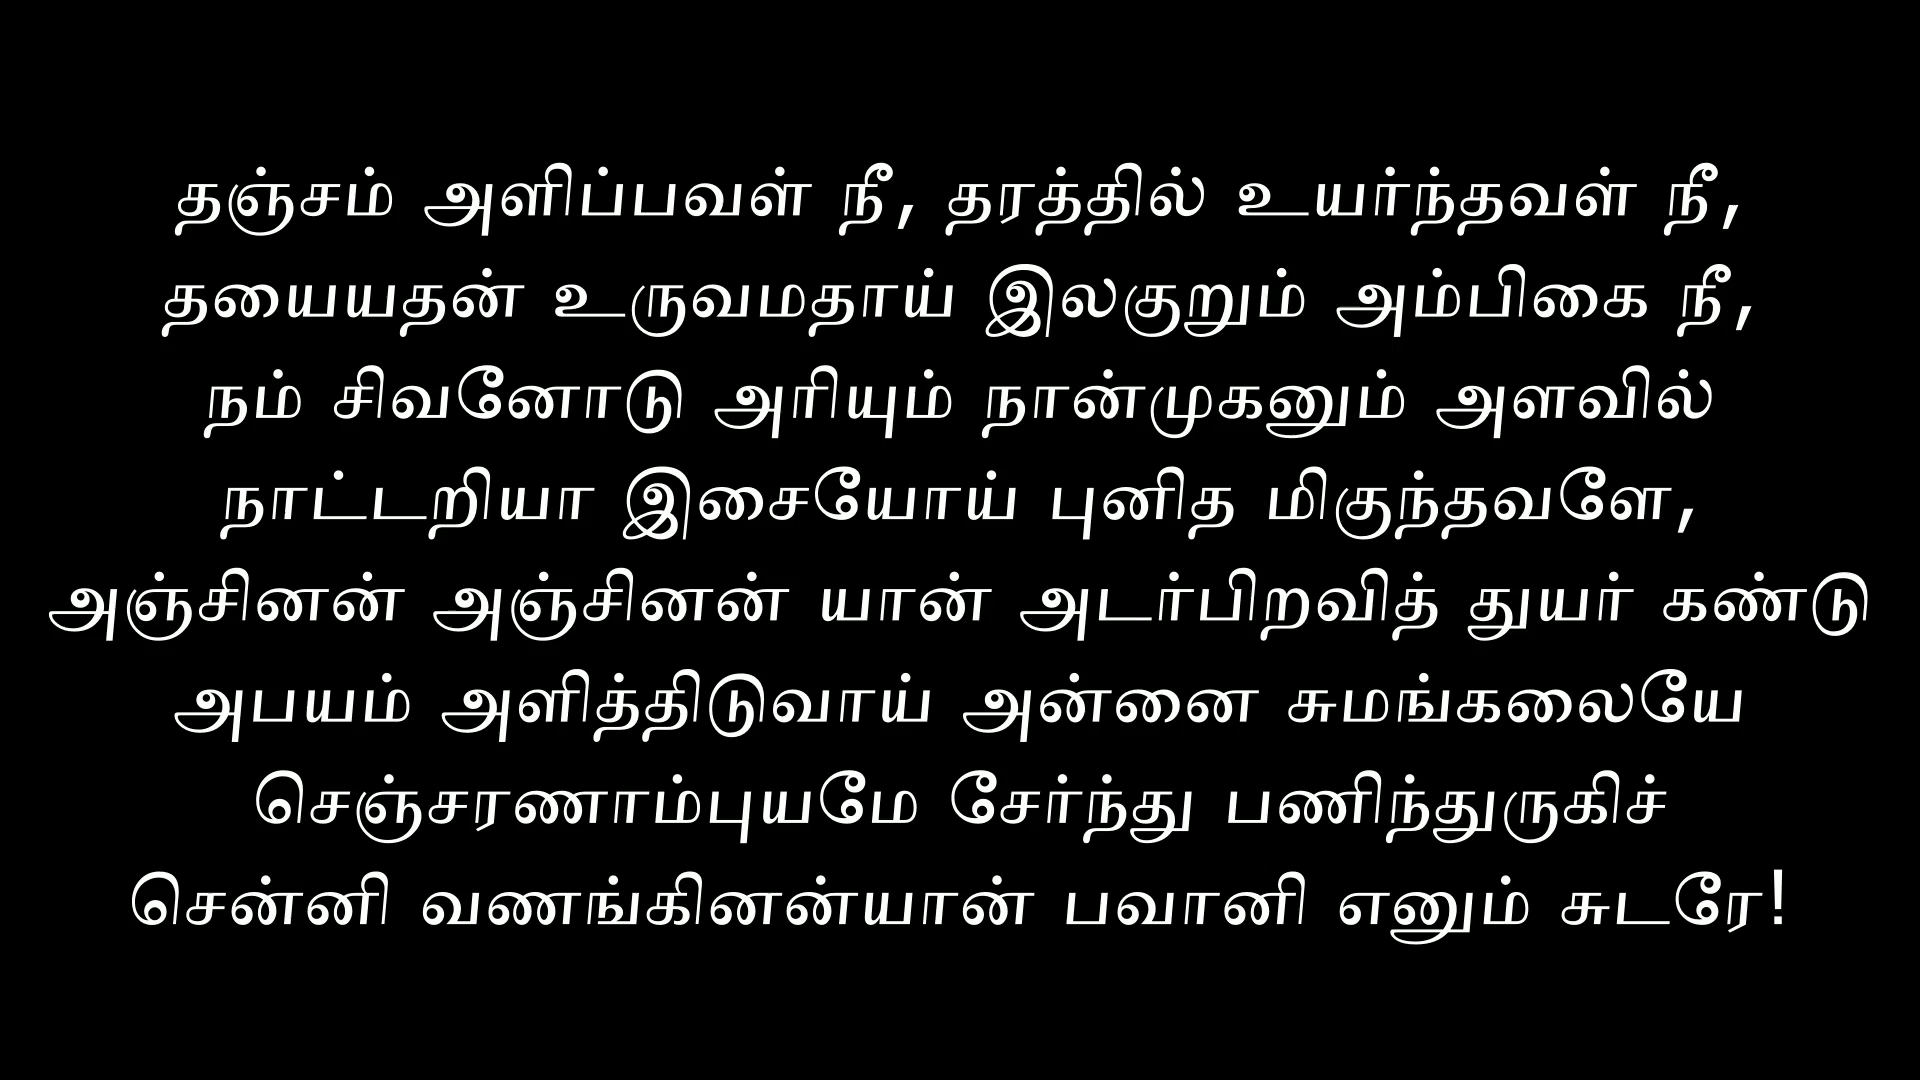 தஞ்சம் அளிப்பவள் நீ, தரத்தில் உயர்ந்தவள் நீ,
தயையதன் உருவமதாய் இலகுறும் அம்பிகை நீ,
நம் சிவனோடு அரியும் நான்முகனும் அளவில்
நாட்டறியா இசையோய் புனித மிகுந்தவளே,
அஞ்சினன் அஞ்சினன் யான் அடர்பிறவித் துயர் கண்டு
அபயம் அளித்திடுவாய் அன்னை சுமங்கலையே
செஞ்சரணாம்புயமே சேர்ந்து பணிந்துருகிச்
சென்னி வணங்கினன்யான் பவானி எனும் சுடரே!